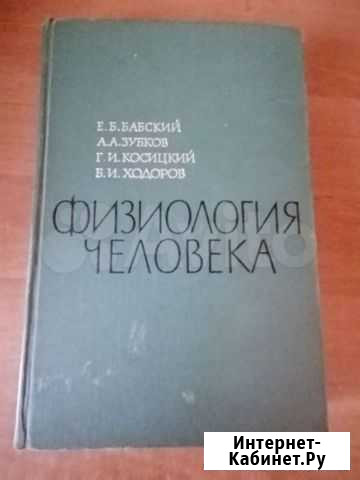 Е. Б. БАБСКИЙ
А. А. ЗУБКОВ
Г. И. КОСИЦКИЙ
Б. И. ХОДОРОВ
ФИЗИОЛОГИЯ
ЧЕЛОВЕКА
Интернет-
Кабинет.Ру